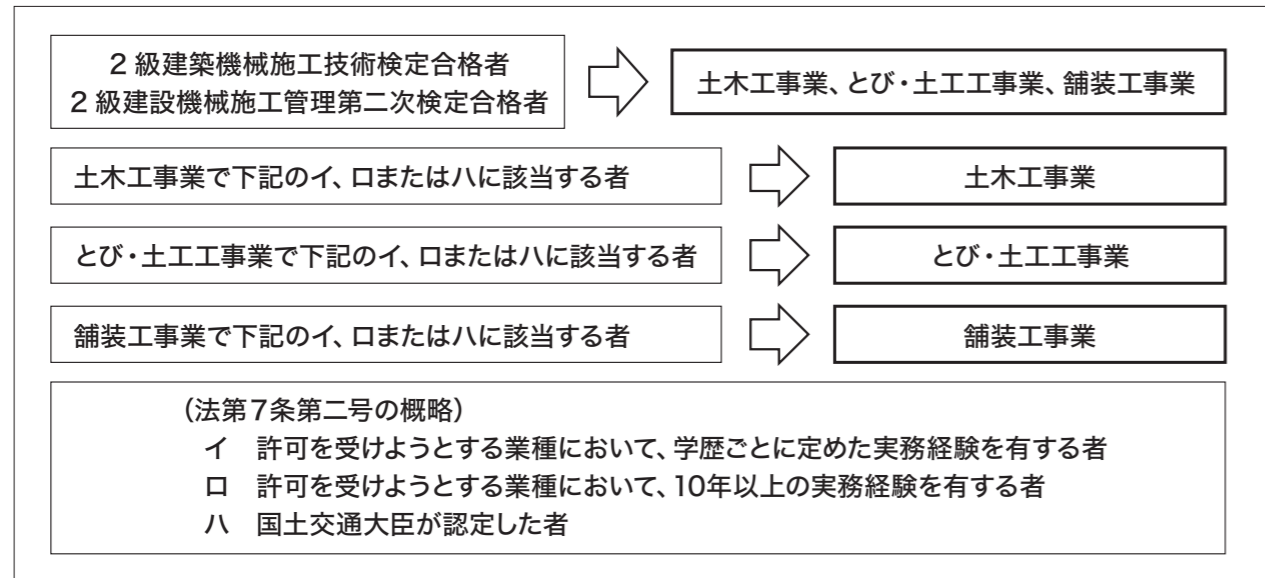 2級建築機械施工技術検定合格者
2級建設機械施工管理第二次検定合格者
土木工事業、とび・土工工事業、舗装工事業
土木工事業で下記のイ、ロまたはハに該当する者
土木工事業
とび・土工工事業で下記のイ、ロまたはハに該当する者
とび・土工工事業
舗装工事業で下記のイ、ロまたはハに該当する者
舗装工事業
(法第7条第二号の概略)
イ 許可を受けようとする業種において、学歴ごとに定めた実務経験を有する者
ロ 許可を受けようとする業種において、10年以上の実務経験を有する者
ハ 国土交通大臣が認定した者